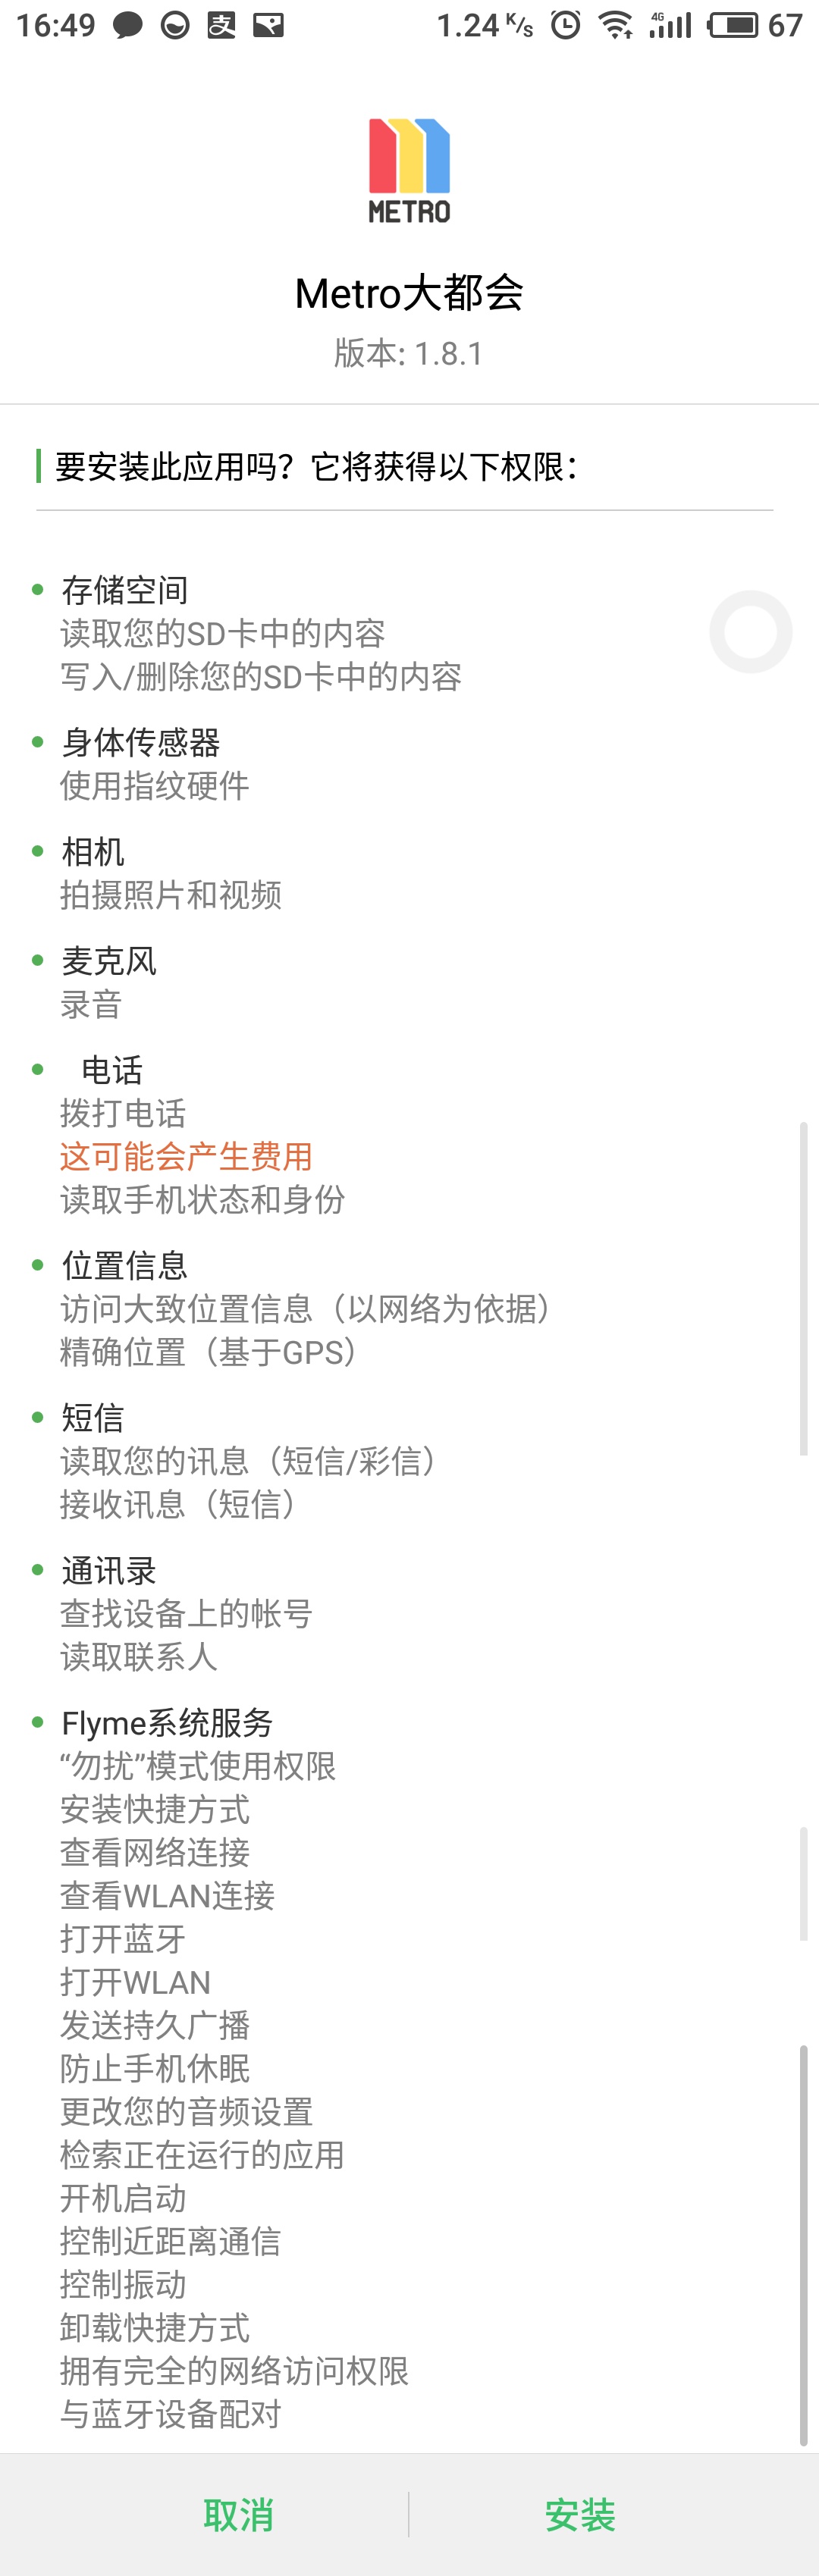 16:49 支 1.24 K/s 4G 67
METRO
Metro大都会
版本: 1.8.1
要安装此应用吗？它将获得以下权限：
存储空间
读取您的SD卡中的内容
写入/删除您的SD卡中的内容
身体传感器
使用指纹硬件
相机
拍摄照片和视频
麦克风
录音
电话
拨打电话
这可能会产生费用
读取手机状态和身份
位置信息
访问大致位置信息（以网络为依据）
精确位置（基于GPS）
短信
读取您的讯息（短信/彩信）
接收讯息（短信）
通讯录
查找设备上的帐号
读取联系人
Flyme系统服务
“勿扰”模式使用权限
安装快捷方式
查看网络连接
查看WLAN连接
打开蓝牙
打开WLAN
发送持久广播
防止手机休眠
更改您的音频设置
检索正在运行的应用
开机启动
控制近距离通信
控制振动
卸载快捷方式
拥有完全的网络访问权限
与蓝牙设备配对
取消 安装